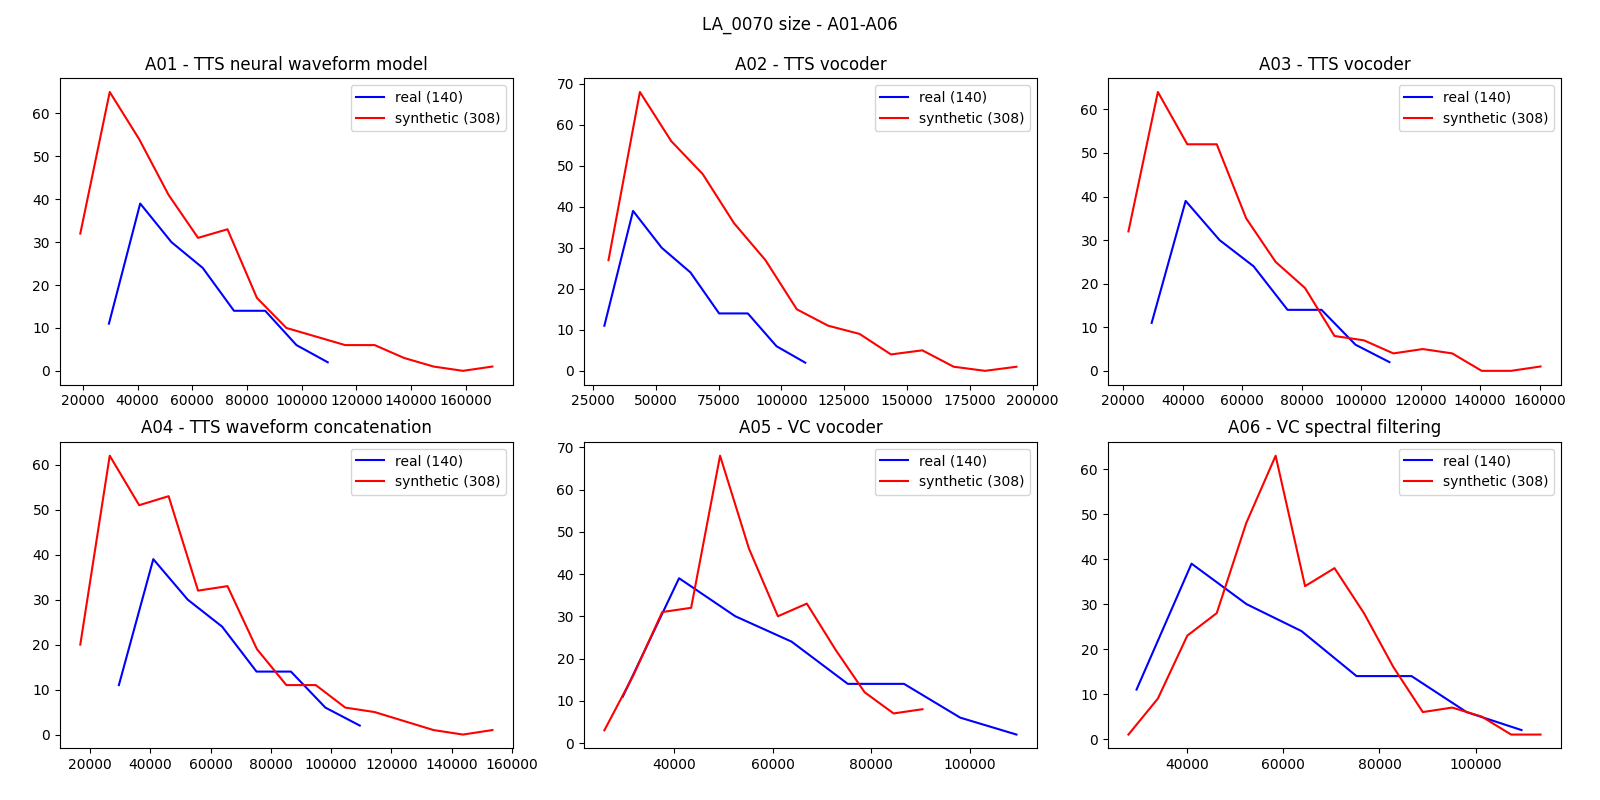 LA_0070 size - A01-A06
A01 - TTS neural waveform model
real (140)
synthetic (308)
60
50
40
30
20
10
0
20000 40000 60000 80000 100000 120000 140000 160000
A02 - TTS vocoder
real (140)
synthetic (308)
70
60
50
40
30
20
10
0
25000 50000 75000 100000 125000 150000 175000 200000
A03 - TTS vocoder
real (140)
synthetic (308)
60
50
40
30
20
10
0
20000 40000 60000 80000 100000 120000 140000 160000
A04 - TTS waveform concatenation
real (140)
synthetic (308)
60
50
40
30
20
10
0
20000 40000 60000 80000 100000 120000 140000 160000
A05 - VC vocoder
real (140)
synthetic (308)
70
60
50
40
30
20
10
0
40000 60000 80000 100000
A06 - VC spectral filtering
real (140)
synthetic (308)
60
50
40
30
20
10
0
40000 60000 80000 100000